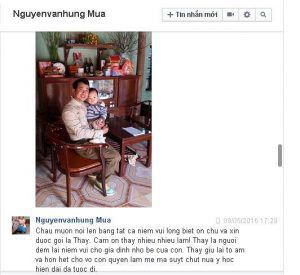 Nguyenvanhung Mua
+ Tin nhắn mới
Nguyenvanhung Mua
09/05/2016 17:29
Chau muon noi len bang tat ca niem vui long biet on chu va xin
duoc goi la Thay. Cam on thay nhieu nhieu lam! Thay la nguoi
dem lai niem vui cho gia dinh nho be cua con. Thay giu lai to am
va hon het cho vo con quyen lam me ma suyt chut nua y hoc
hien dai da tuoc di.